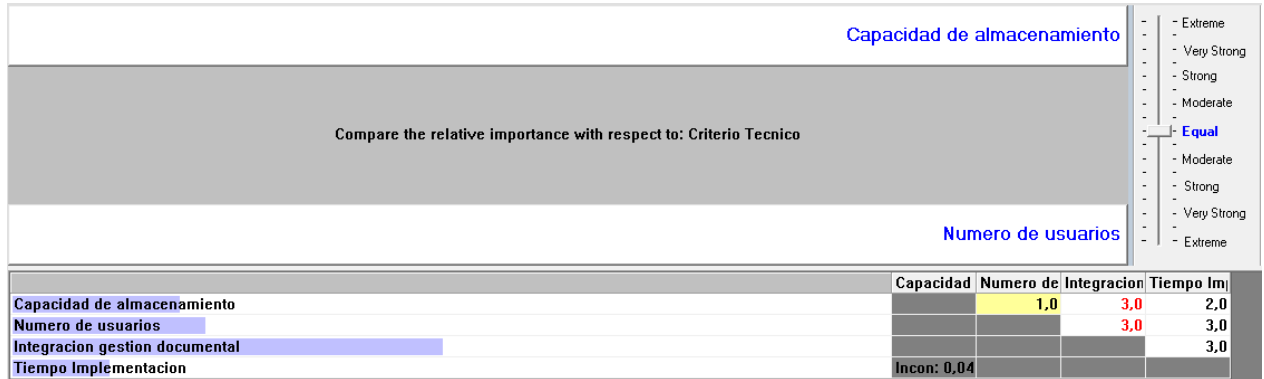 Capacidad de almacenamiento
Compare the relative importance with respect to: Criterio Tecnico
Numero de usuarios
Extreme
Very Strong
Strong
Moderate
Equal
Moderate
Strong
Very Strong
Extreme
Capacidad Numero de Integracion Tiempo Im
Capacidad de almacenamiento 1,0 3,0 2,0
Numero de usuarios 3,0 3,0
Integracion gestion documental 3,0
Tiempo Implementacion Incon: 0,04